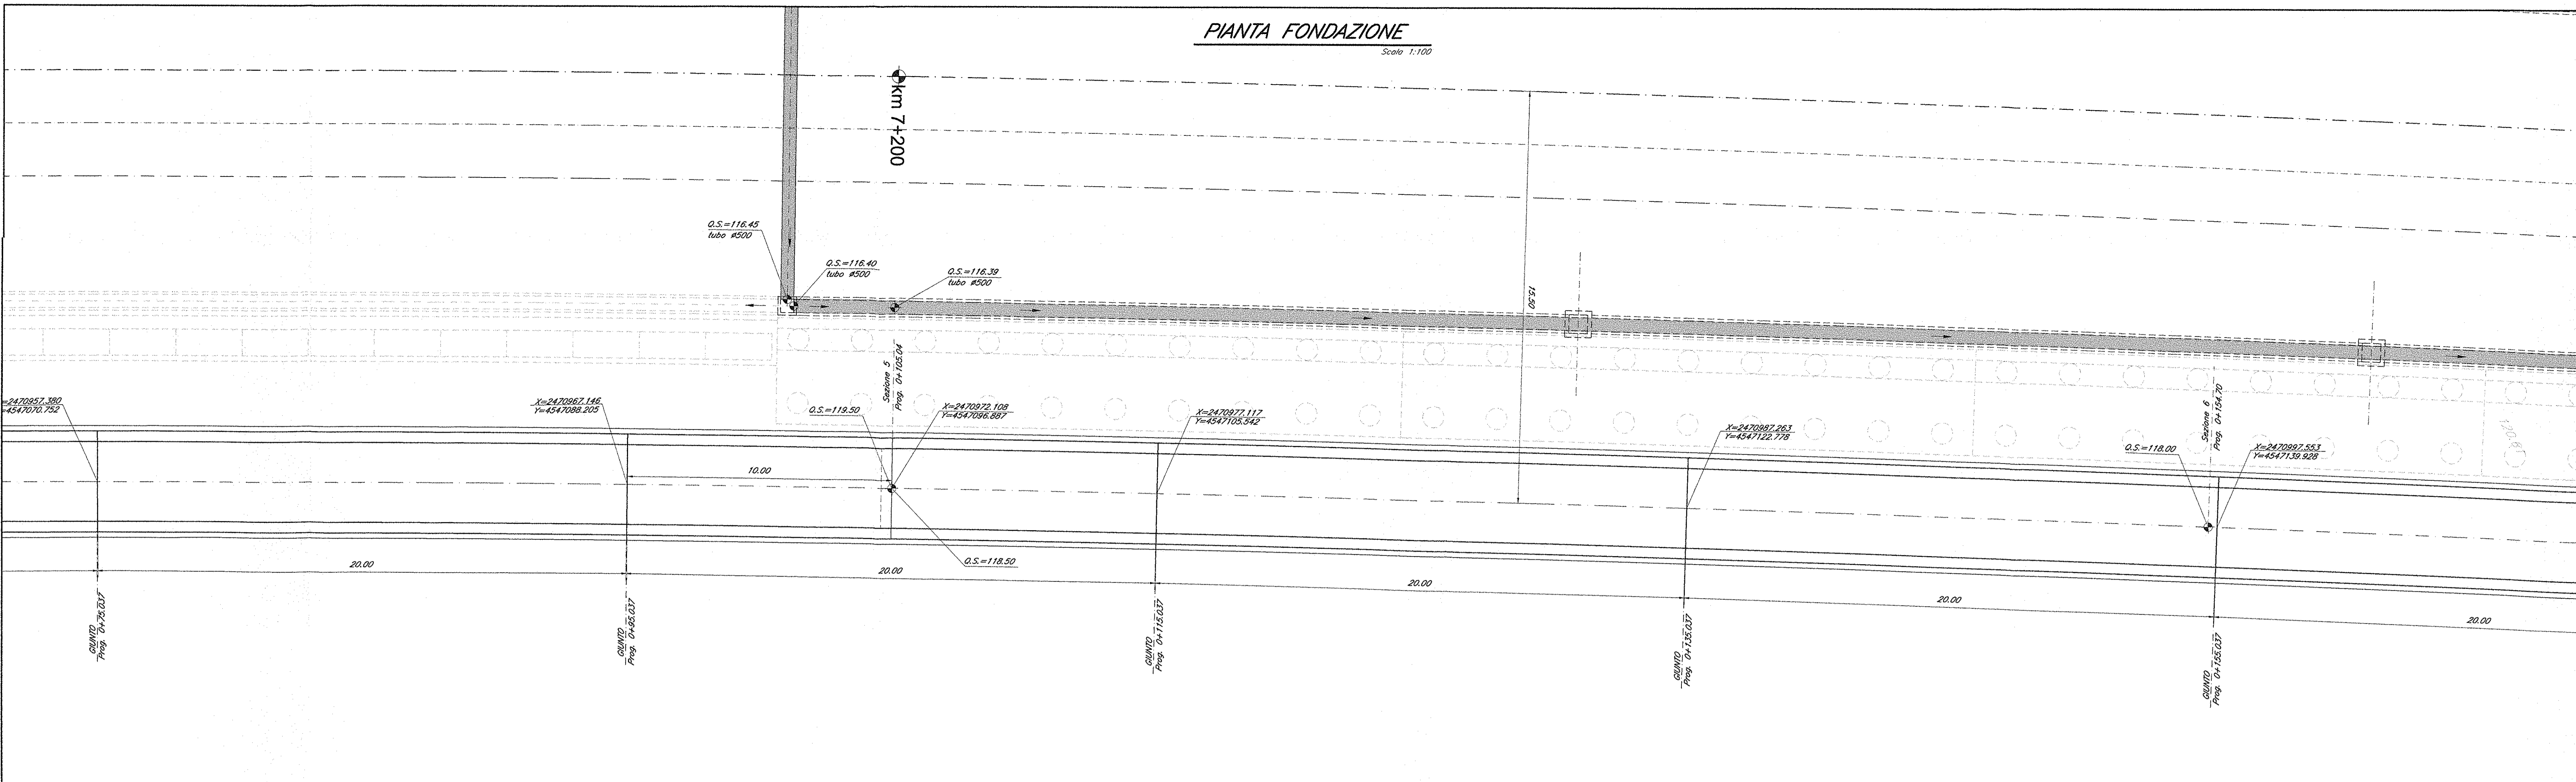 PIANTA FONDAZIONE
Scala 1:100
km 7+200
15.50
Q.S.=116.45
tubo ø500
Q.S.=116.40
tubo ø500
Q.S.=116.39
tubo ø500
Sezione 5
Prog. 0+105.04
Sezione 6
Prog. 0+154.70
=2470957.380
=4547070.752
X=2470967.146
Y=4547088.205
Q.S.=119.50
X=2470972.108
Y=4547096.887
X=2470977.117
Y=4547105.542
X=2470987.263
Y=4547122.778
Q.S.=118.00
X=2470997.553
Y=4547139.928
10.00
Q.S.=118.50
20.00
20.00
20.00
20.00
20.00
GIUNTO
Prog. 0+75.037
GIUNTO
Prog. 0+95.037
GIUNTO
Prog. 0+115.037
GIUNTO
Prog. 0+135.037
GIUNTO
Prog. 0+155.037